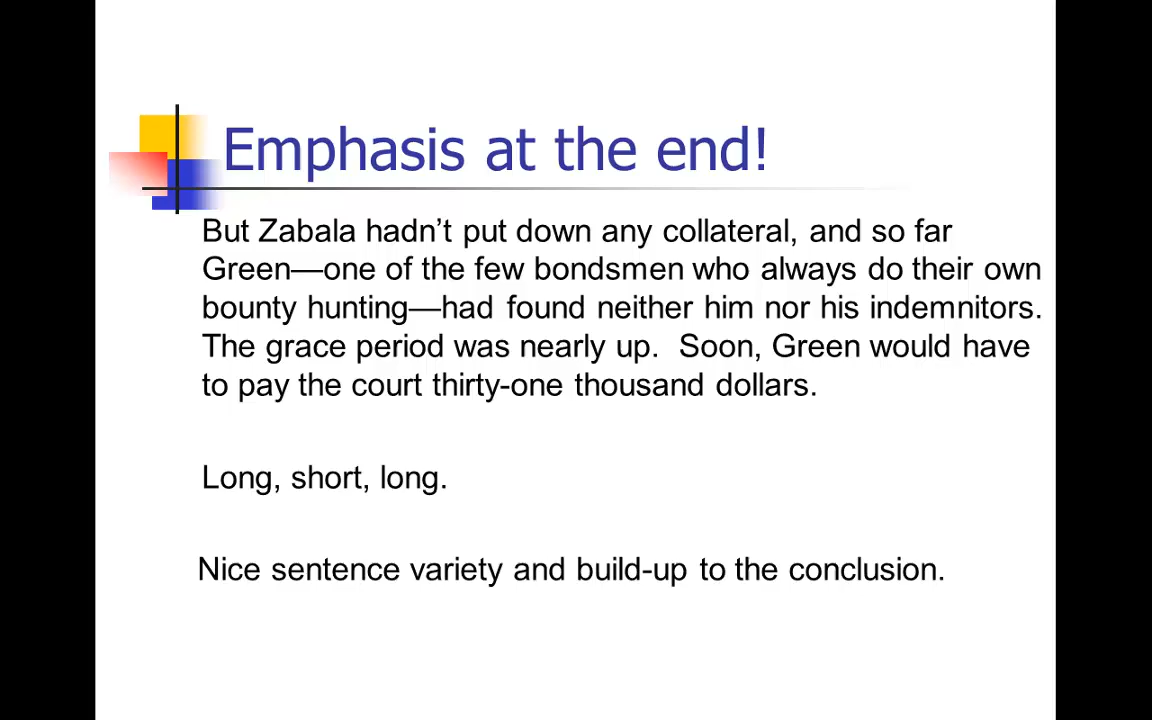 Emphasis at the end!
But Zabala hadn’t put down any collateral, and so far
Green—one of the few bondsmen who always do their own
bounty hunting—had found neither him nor his indemnitors.
The grace period was nearly up.  Soon, Green would have
to pay the court thirty-one thousand dollars.
Long, short, long.
Nice sentence variety and build-up to the conclusion.